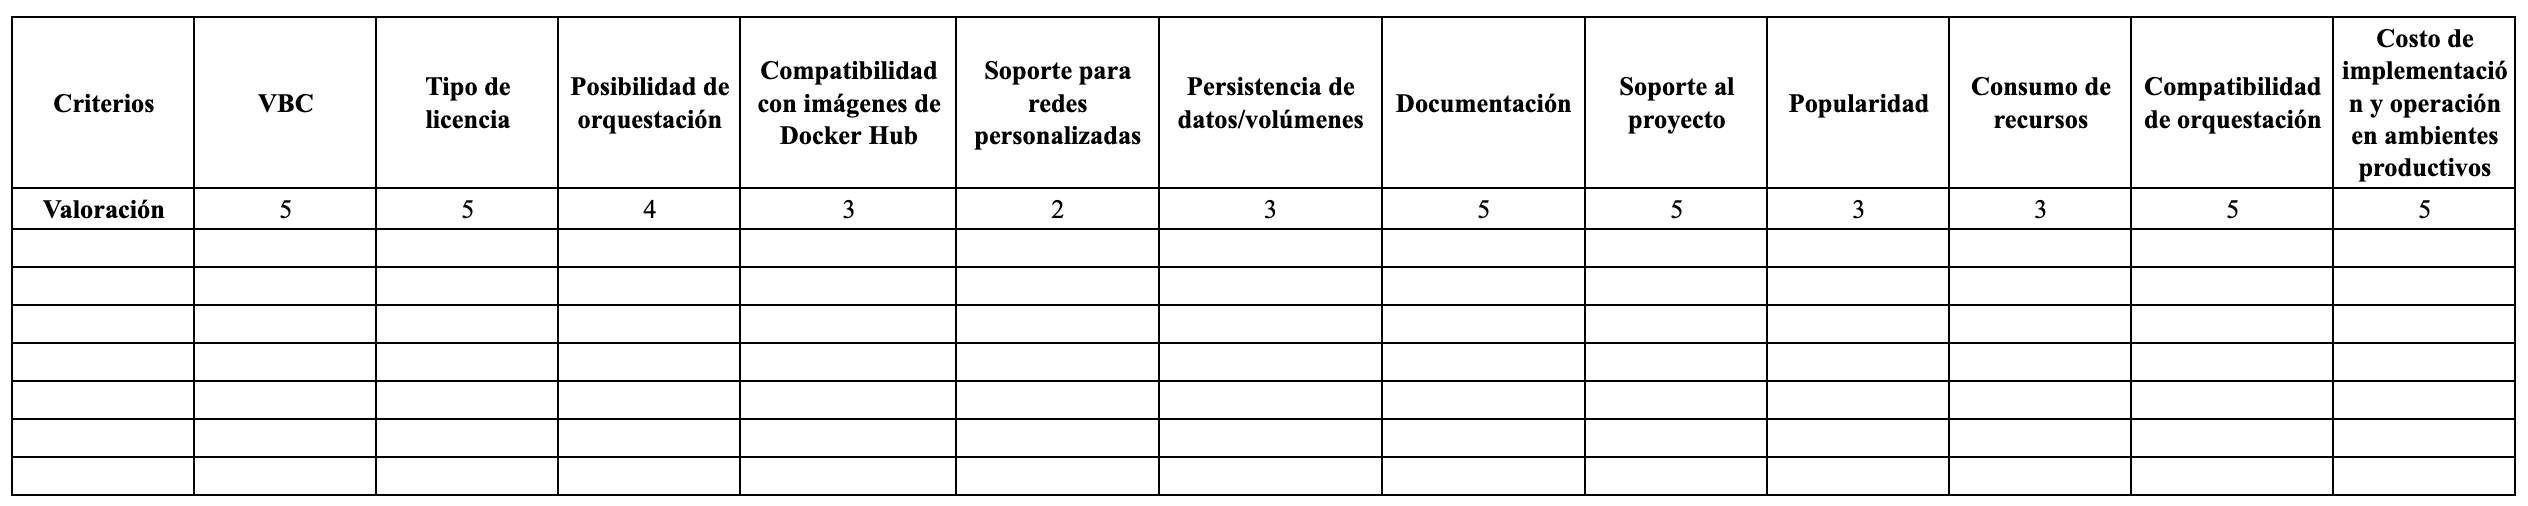 Criterios
VBC
Tipo de
licencia
Posibilidad de
orquestación
Compatibilidad
con imágenes de
Docker Hub
Soporte para
redes
personalizadas
Persistencia de
datos/volúmenes
Documentación
Soporte al
proyecto
Popularidad
Consumo de
recursos
Compatibilidad
de orquestación
Costo de
implementació
n y operación
en ambientes
productivos
Valoración 5 5 4 3 2 3 5 5 3 3 5 5